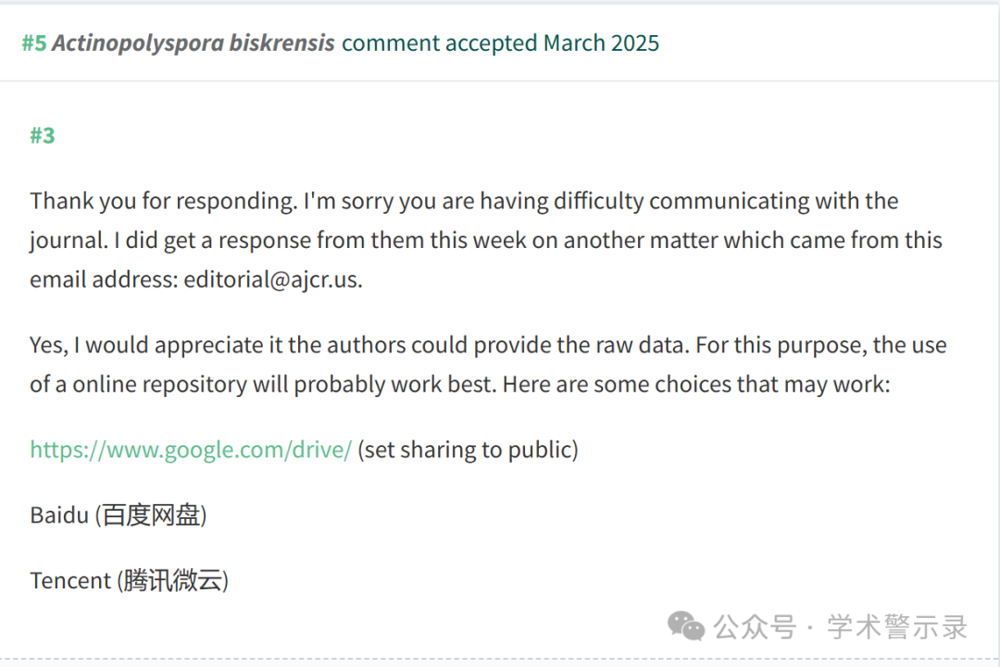 #5 Actinopolyspora biskrensis comment accepted March 2025
#3
Thank you for responding. I'm sorry you are having difficulty communicating with the
journal. I did get a response from them this week on another matter which came from this
email address: editorial@ajcr.us.
Yes, I would appreciate it the authors could provide the raw data. For this purpose, the use
of a online repository will probably work best. Here are some choices that may work:
https://www.google.com/drive/ (set sharing to public)
Baidu (百度网盘)
Tencent (腾讯微云)
公众号 · 学术警示录